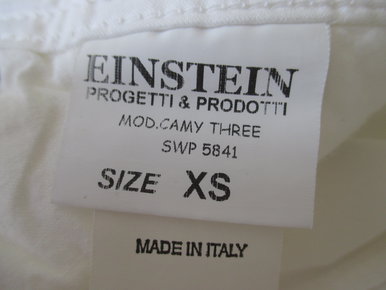 EINSTEIN
PROGETTI & PRODOTTI
MOD.CAMY THREE
SWP 5841
SIZE XS
MADE IN ITALY